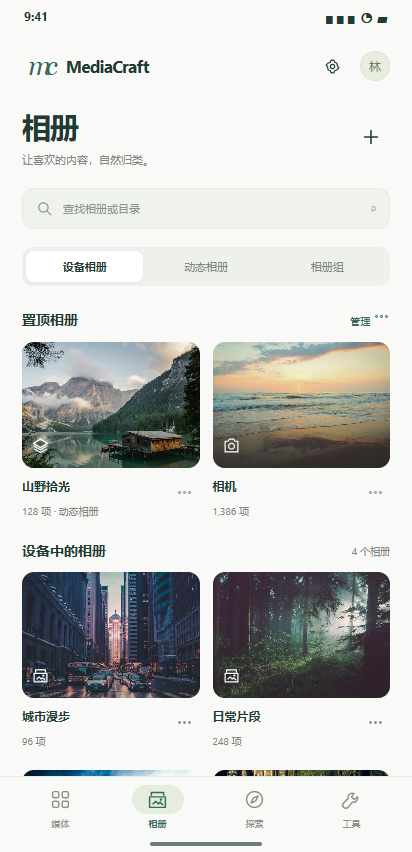 9:41
mc MediaCraft
林
相册
让喜欢的内容，自然归类。
查找相册或目录
设备相册
动态相册
相册组
置顶相册
管理
山野拾光
128 项 · 动态相册
相机
1,386 项
设备中的相册
4 个相册
城市漫步
96 项
日常片段
248 项
媒体
相册
探索
工具